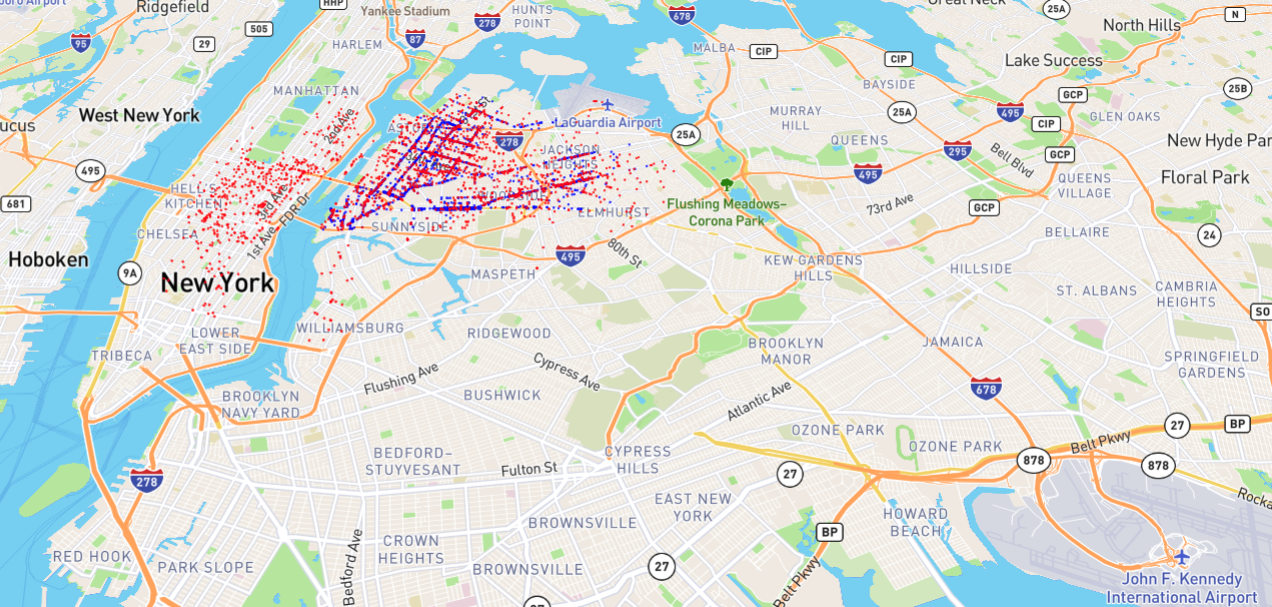 boro Airport
Ridgefield
HHP
Yankee Stadium
HUNTS
POINT
Great Neck
25A
North Hills
N
95
29
505
278
87
678
HARLEM
MALBA
CIP
CIP
Lake Success
BAYSIDE
GCP
25B
MANHATTAN
West New York
ucus
2nd Ave
LaGuardia Airport
278
25A
MURRAY
HILL
25A
495
CIP
GLEN OAKS
New Hyde Par
QUEENS
295
GCP
JACKSON
HEIGHTS
495
681
HELL'S
KITCHEN
3rd Ave
FDR Dr
1st Ave
495
Bell Blvd
QUEENS
VILLAGE
Floral Park
Flushing Meadows–
Corona Park
73rd Ave
GCP
ELMHURST
SUNNYSIDE
CHELSEA
BELLAIRE
24
Hoboken
9A
New York
495
80th St
MASPETH
KEW GARDENS
HILLS
HILLSIDE
ST. ALBANS
CAMBRIA
HEIGHTS
SO
LOWER
EAST SIDE
WILLIAMSBURG
RIDGEWOOD
TRIBECA
BROOKLYN
MANOR
JAMAICA
SPRINGFIELD
GARDENS
Flushing Ave
Cypress Ave
BROOKLYN
NAVY YARD
BUSHWICK
Atlantic Ave
678
OZONE PARK
OZONE PARK
27
BP
Belt Pkwy
BEDFORD–
STUYVESANT
Fulton St
CYPRESS
HILLS
878
878
278
27
EAST NEW
YORK
Rocka
BROWNSVILLE
HOWARD
BEACH
BP
CROWN
HEIGHTS
RED HOOK
PARK SLOPE
Bedford Ave
BROWNSVILLE
27
Belt Pkwy
John F. Kennedy
International Airport
27